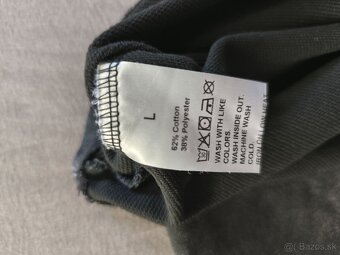 L
62% Cotton
38% Polyester
WASH WITH LIKE
COLORS.
WASH INSIDE OUT.
MACHINE WASH
COLD.
Bazos.sk